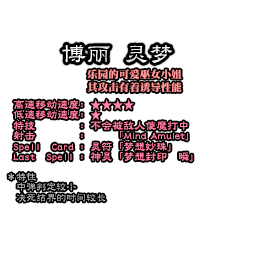 博丽 灵梦
乐园的可爱巫女小姐
其攻击有着诱导性能
高速移动速度：★★★★
低速移动速度：★
特技：不会被敌人使魔打中
射击：「Mind Amulet」
Spell Card：灵符「梦想妙珠」
Last Spell：神灵「梦想封印 瞬」
＊特性
中弹判定较小
决死结界的时间较长